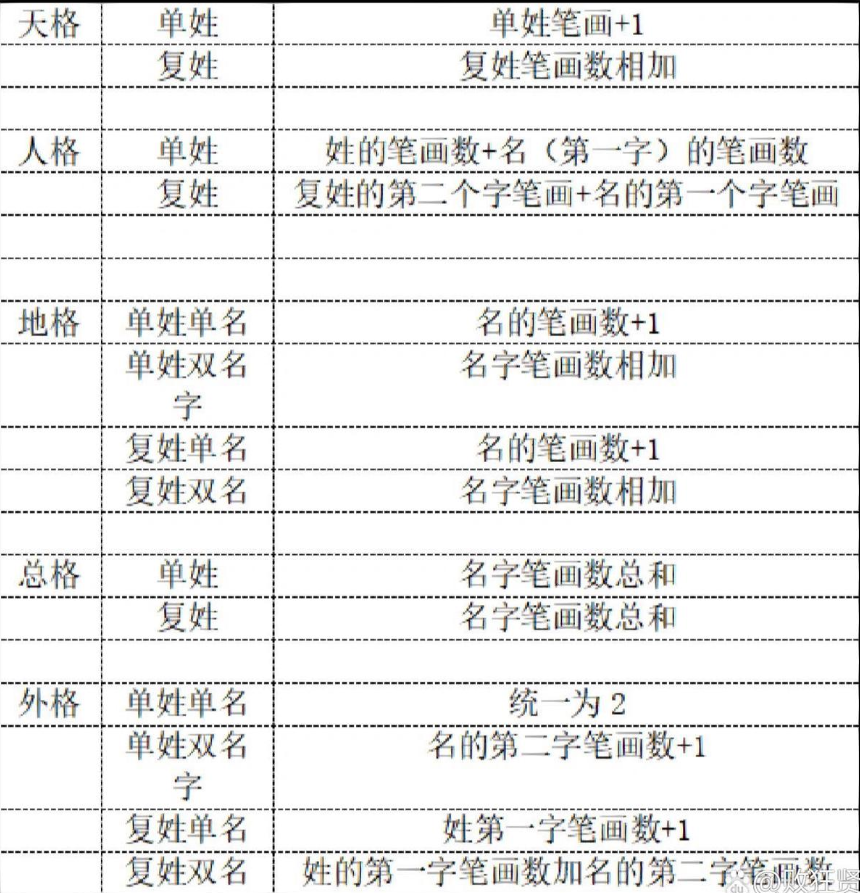 天格 单姓 单姓笔画+1
复姓 复姓笔画数相加
人格 单姓 姓的笔画数+名（第一字）的笔画数
复姓 复姓的第二个字笔画+名的第一个字笔画
地格 单姓单名 名的笔画数+1
单姓双名字 名字笔画数相加
复姓单名 名的笔画数+1
复姓双名 名字笔画数相加
总格 单姓 名字笔画数总和
复姓 名字笔画数总和
外格 单姓单名 统一为2
单姓双名字 名的第二字笔画数+1
复姓单名 姓第一字笔画数+1
复姓双名 姓的第一字笔画数加名的第二字笔画数